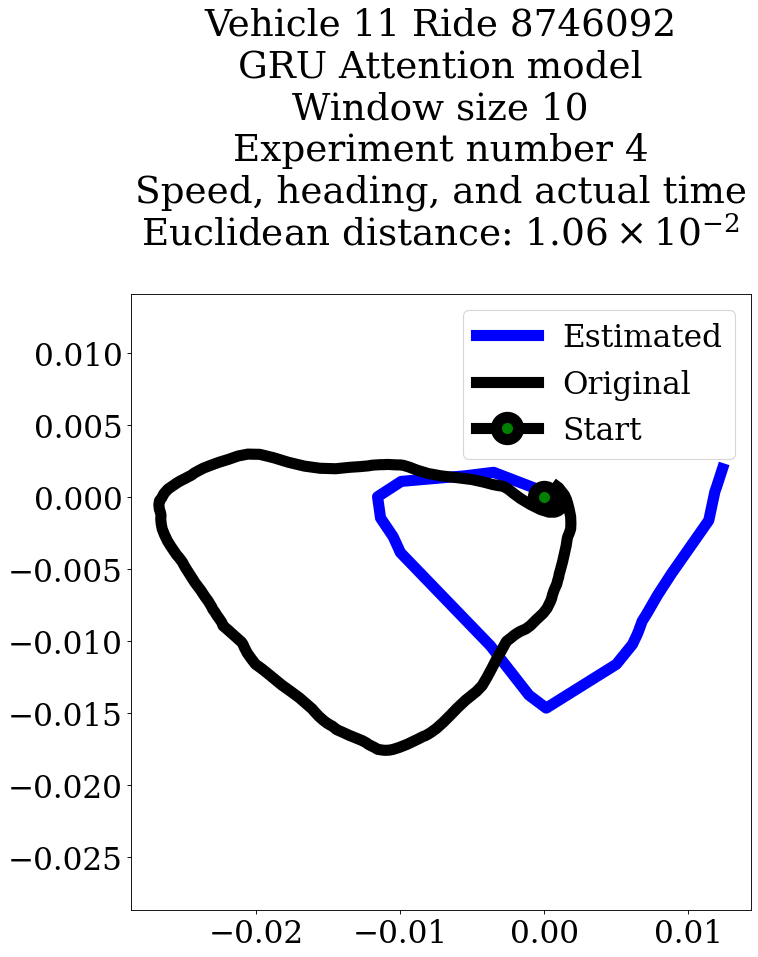 Vehicle 11 Ride 8746092
GRU Attention model
Window size 10
Experiment number 4
Speed, heading, and actual time
Euclidean distance: 1.06 × 10⁻²
Estimated
Original
Start
0.010
0.005
0.000
−0.005
−0.010
−0.015
−0.020
−0.025
−0.02 −0.01 0.00 0.01